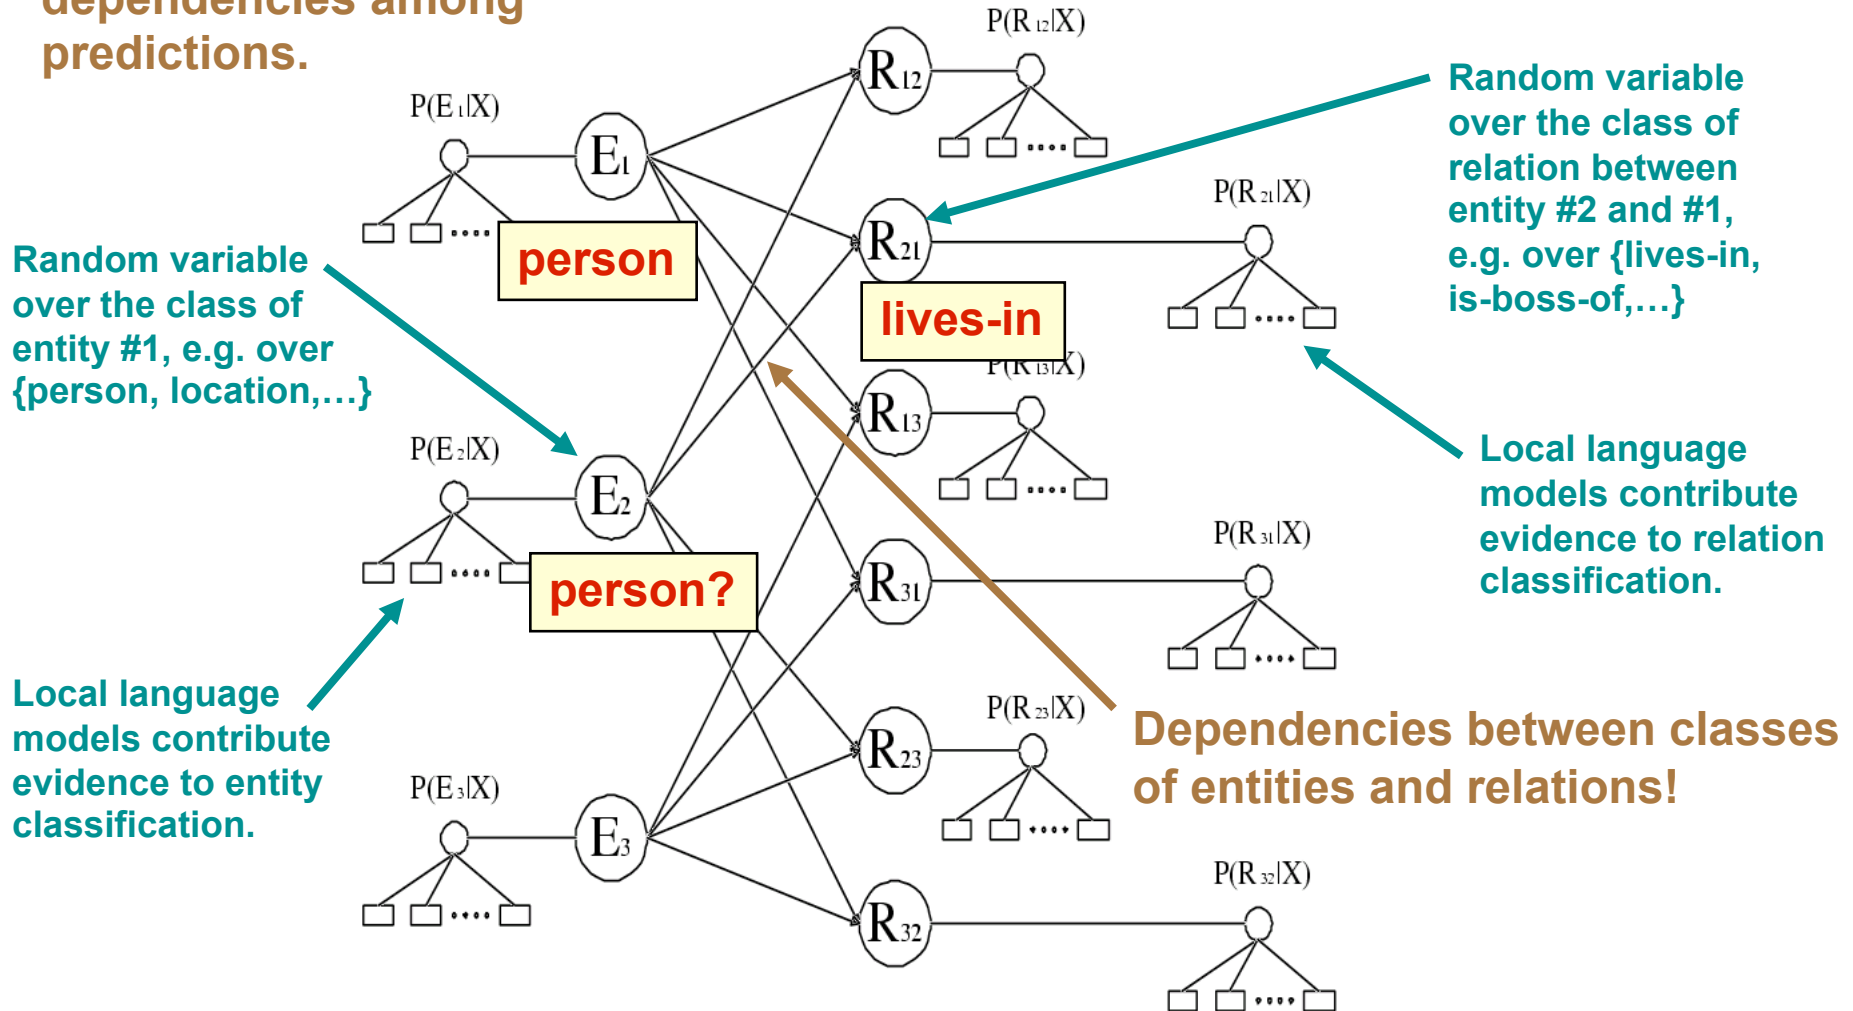 dependencies among
predictions.
P(R12|X)
R12
P(E1|X)
E1
Random variable
over the class of
relation between
entity #2 and #1,
e.g. over {lives-in,
is-boss-of,…}
P(R21|X)
R21
person
lives-in
Random variable
over the class of
entity #1, e.g. over
{person, location,…}
P(R13|X)
R13
P(E2|X)
E2
Local language
models contribute
evidence to relation
classification.
P(R31|X)
R31
person?
Local language
models contribute
evidence to entity
classification.
P(R23|X)
R23
Dependencies between classes
of entities and relations!
P(E3|X)
E3
P(R32|X)
R32